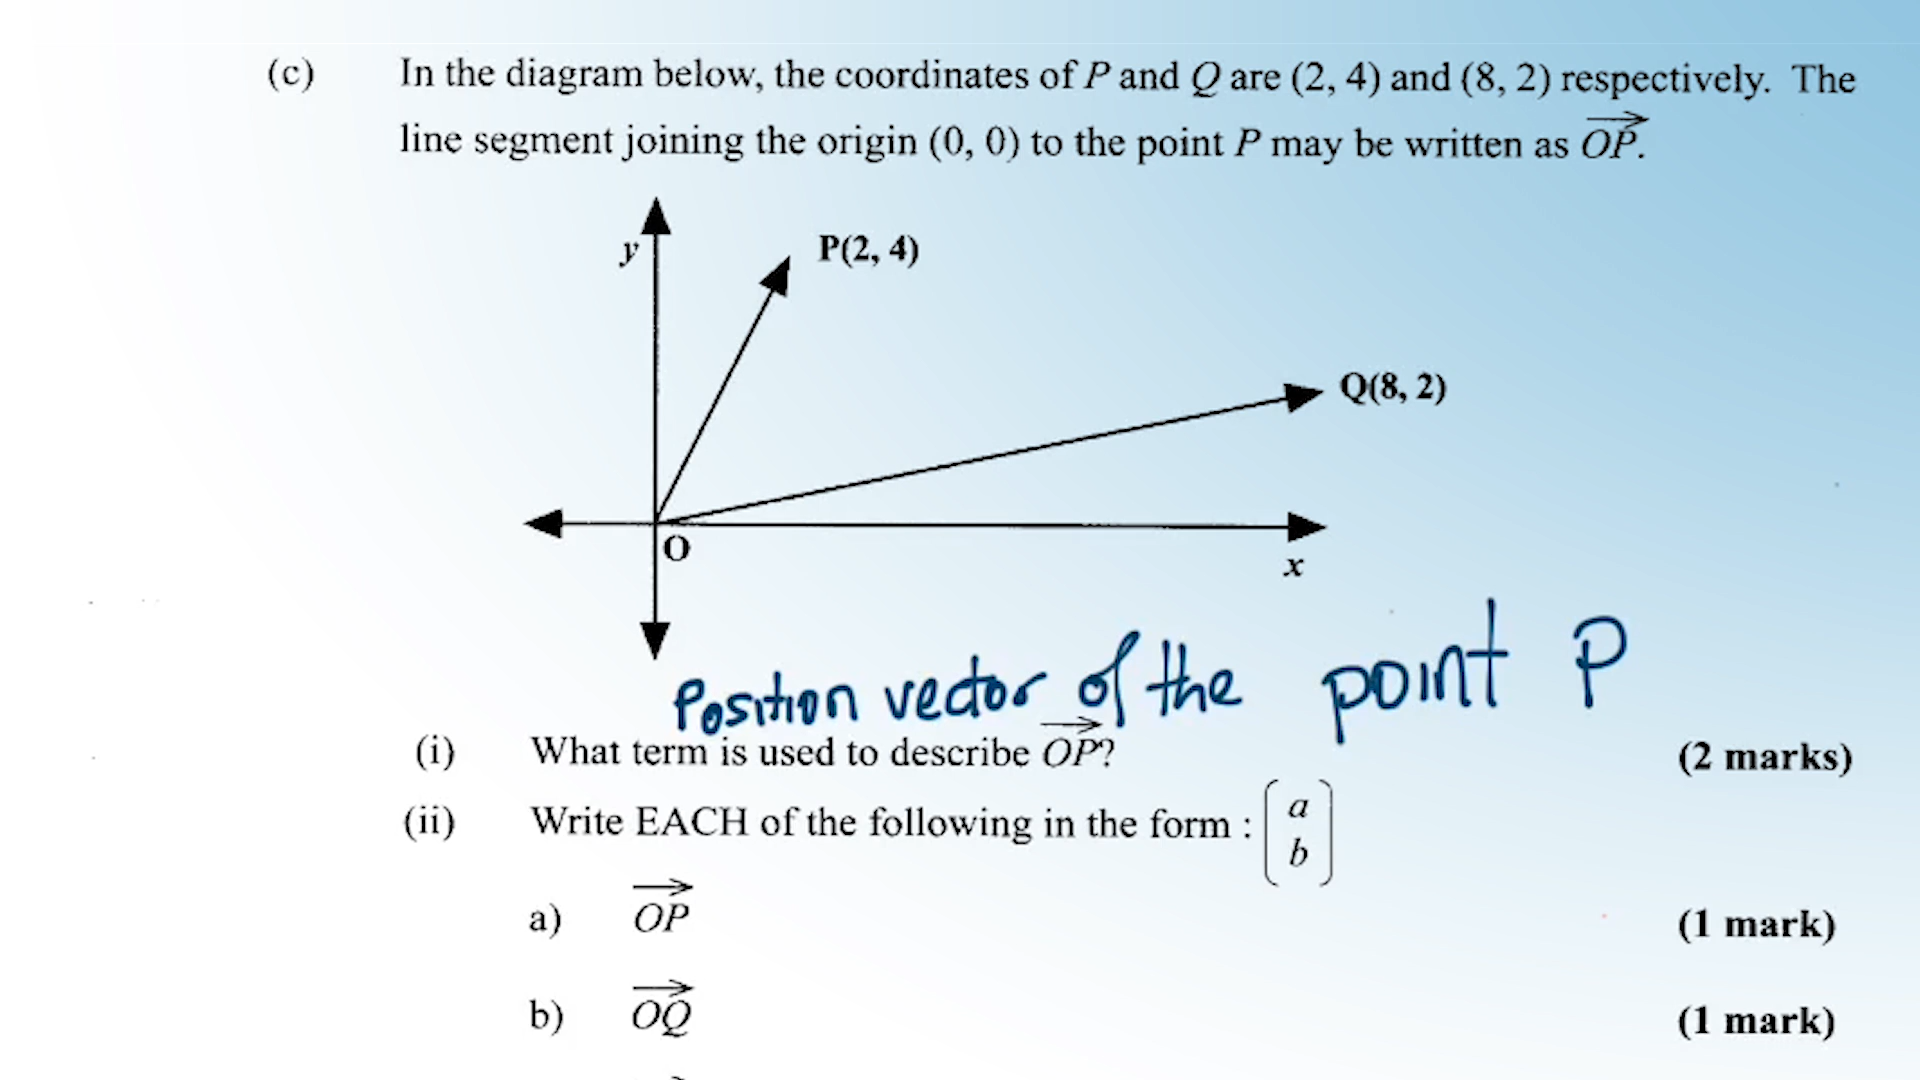 (c) In the diagram below, the coordinates of P and Q are (2, 4) and (8, 2) respectively. The
line segment joining the origin (0, 0) to the point P may be written as OP.
y
P(2, 4)
Q(8, 2)
O
x
Position vector of the point P
(i) What term is used to describe OP?
(2 marks)
(ii) Write EACH of the following in the form :
a
b
a) OP
(1 mark)
b) OQ
(1 mark)